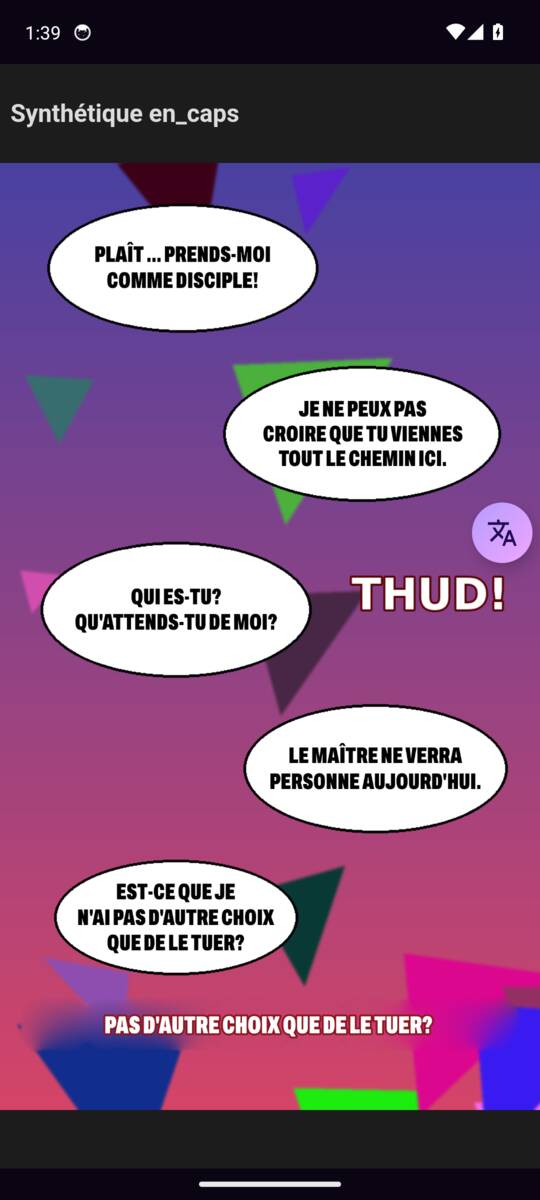 1:39
Synthétique en_caps
PLAÎT ... PRENDS-MOI
COMME DISCIPLE!
JE NE PEUX PAS
CROIRE QUE TU VIENNES
TOUT LE CHEMIN ICI.
QUI ES-TU?
QU'ATTENDS-TU DE MOI?
THUD!
LE MAÎTRE NE VERRA
PERSONNE AUJOURD'HUI.
EST-CE QUE JE
N'AI PAS D'AUTRE CHOIX
QUE DE LE TUER?
PAS D'AUTRE CHOIX QUE DE LE TUER?